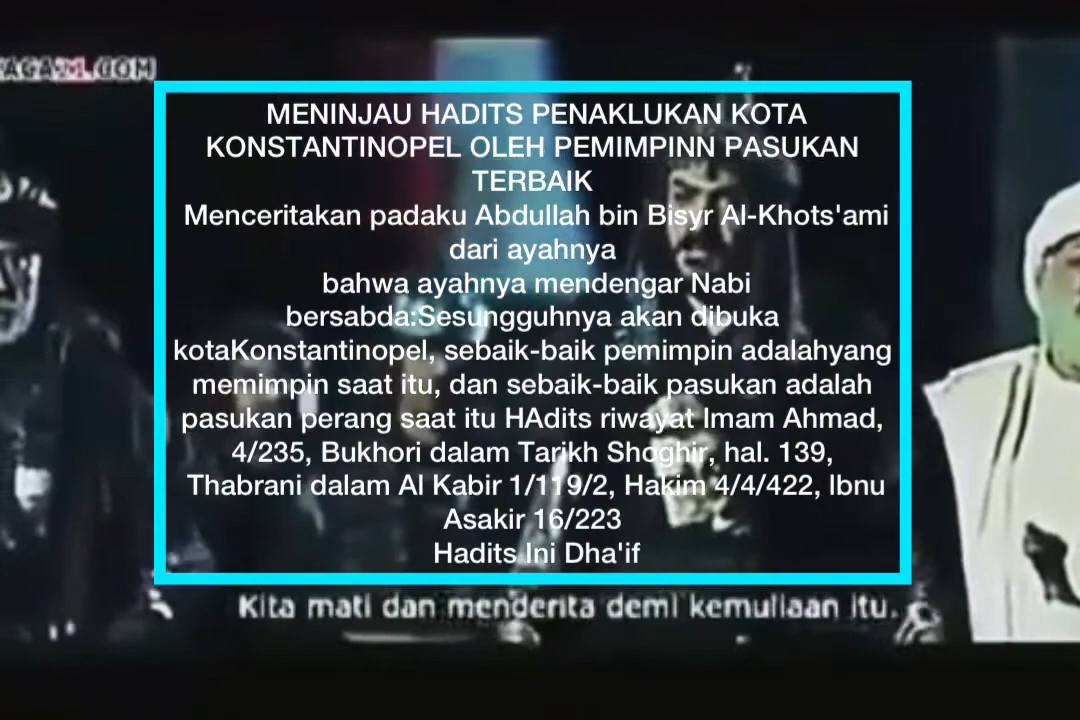 AGA
.COM
MENINJAU HADITS PENAKLUKAN KOTA
KONSTANTINOPEL OLEH PEMIMPINN PASUKAN
TERBAIK
Menceritakan padaku Abdullah bin Bisyr Al-Khots'ami
dari ayahnya
bahwa ayahnya mendengar Nabi
bersabda:Sesungguhnya akan dibuka
kotaKonstantinopel, sebaik-baik pemimpin adalahyang
memimpin saat itu, dan sebaik-baik pasukan adalah
pasukan perang saat itu HAdits riwayat Imam Ahmad,
4/235, Bukhori dalam Tarikh Shoghir, hal. 139,
Thabrani dalam Al Kabir 1/119/2, Hakim 4/4/422, Ibnu
Asakir 16/223
Hadits Ini Dha'if
Kita mati dan menderita demi kemuliaan itu.